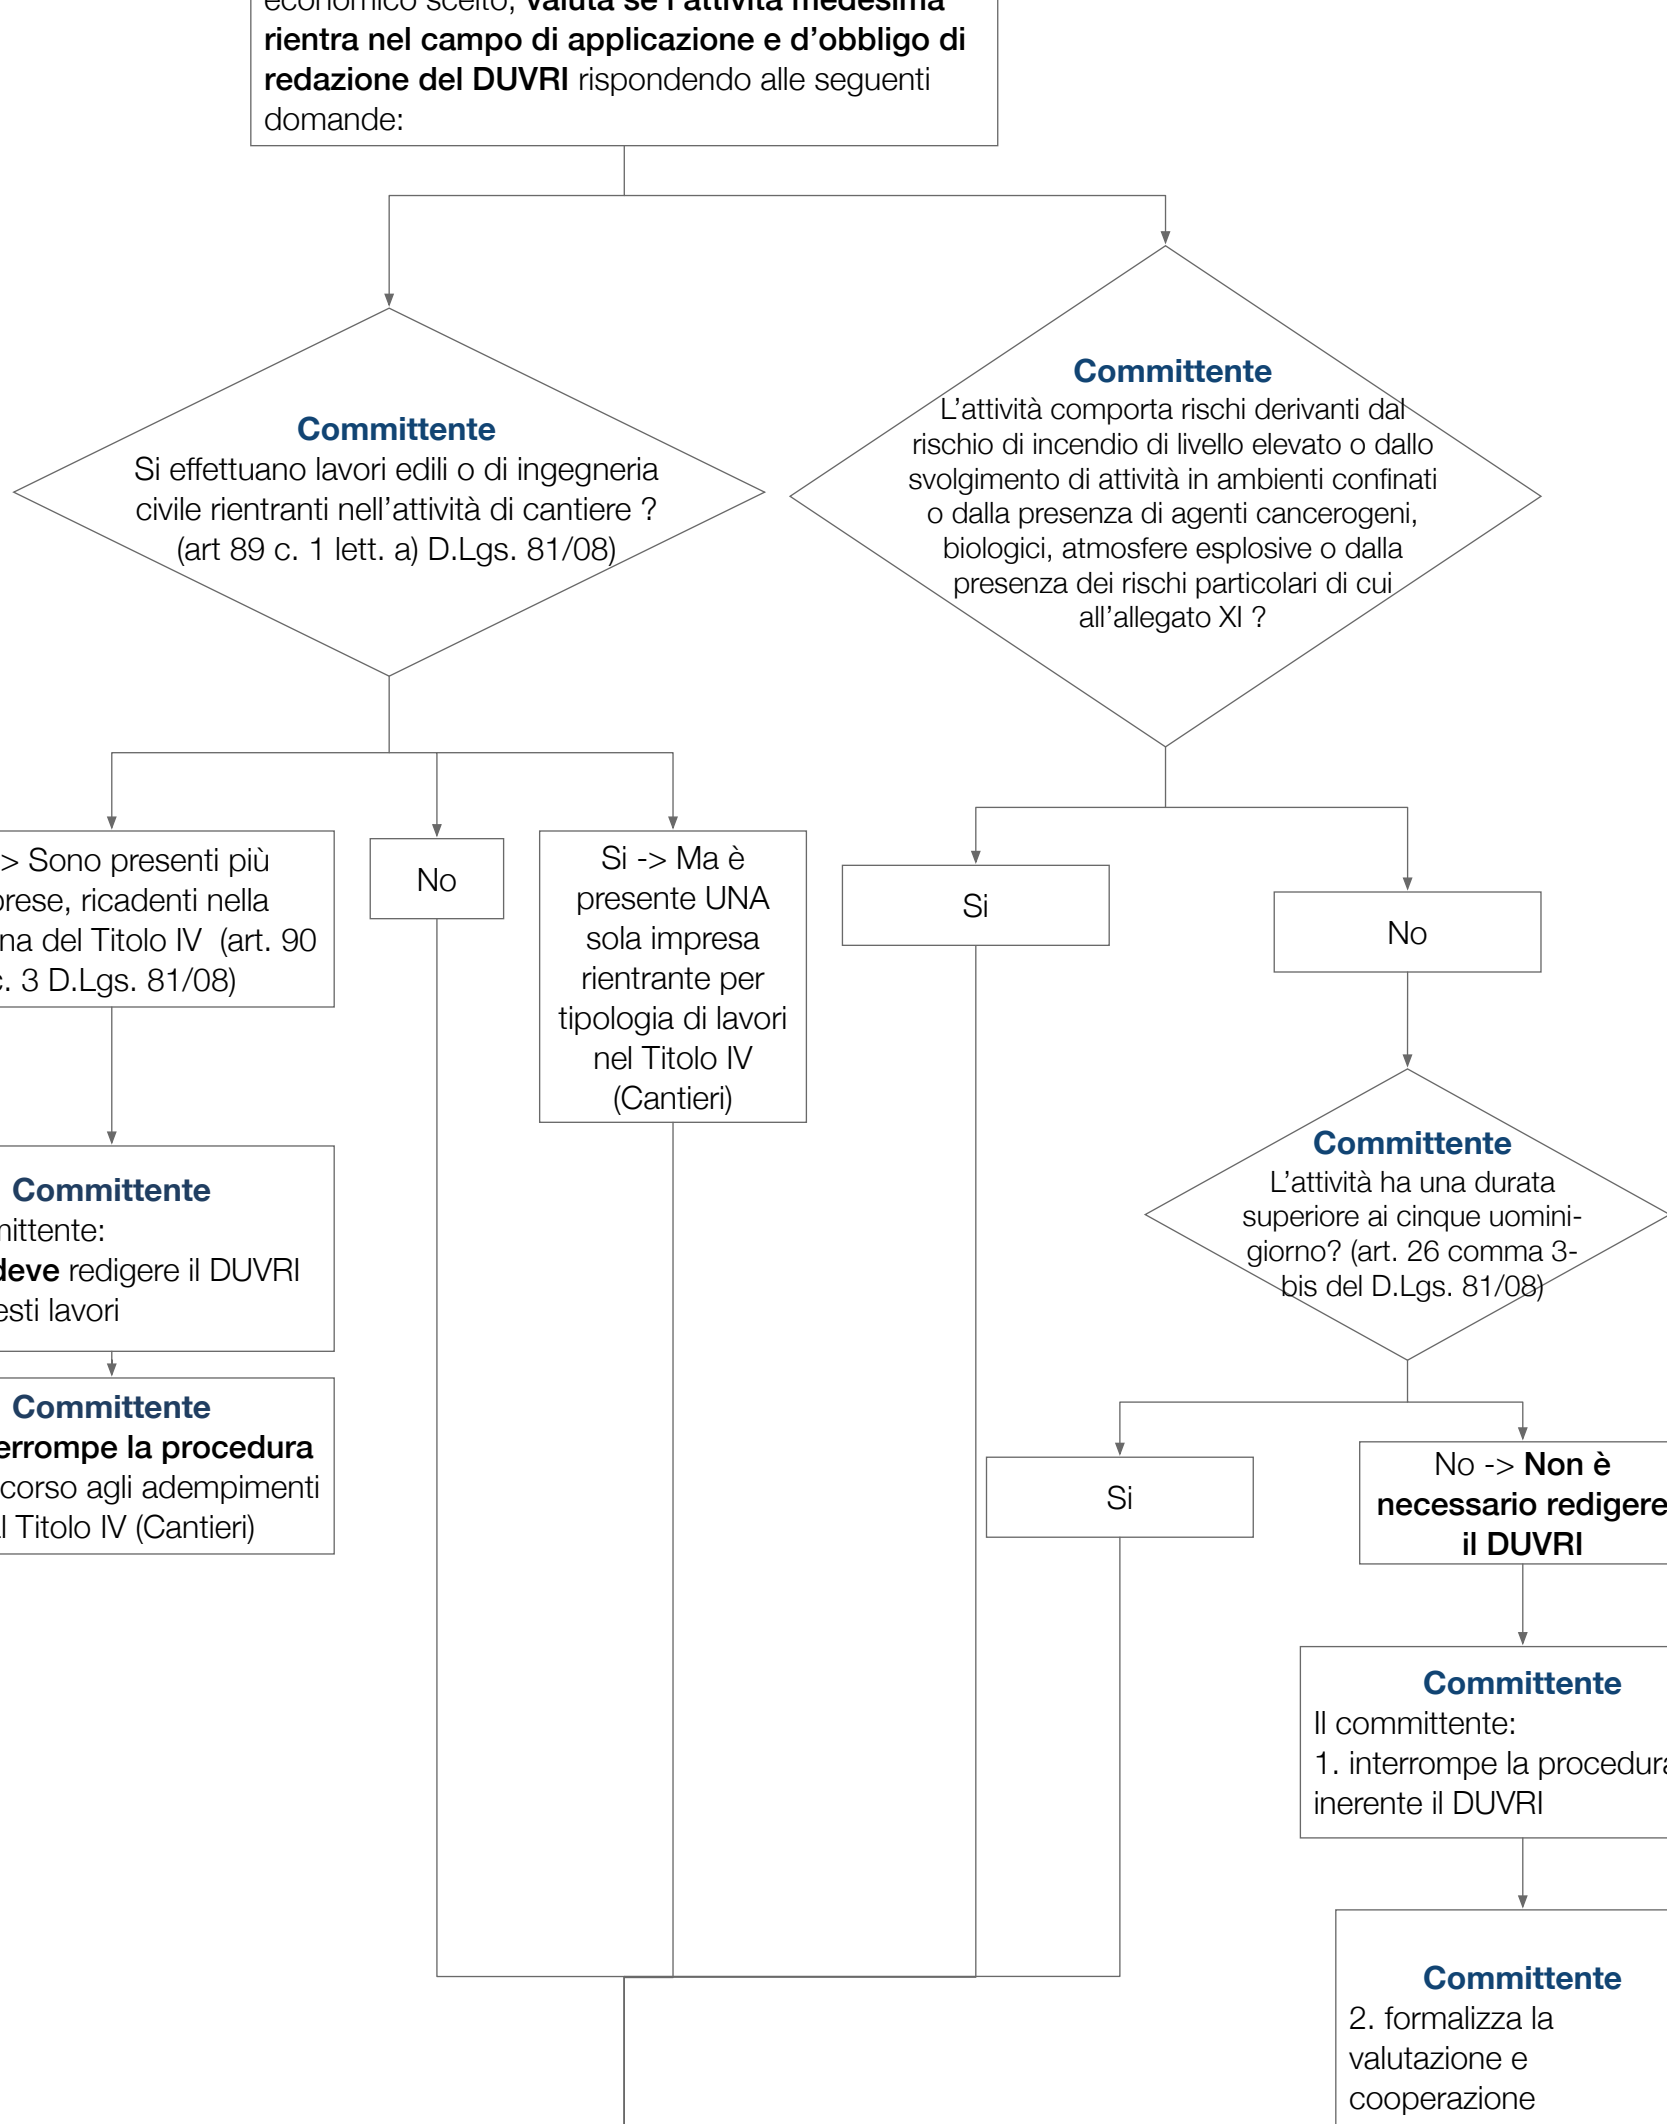 economico scelto, valuta se l'attività medesima
rientra nel campo di applicazione e d'obbligo di
redazione del DUVRI rispondendo alle seguenti
domande:
Committente
Si effettuano lavori edili o di ingegneria
civile rientranti nell'attività di cantiere ?
(art 89 c. 1 lett. a) D.Lgs. 81/08)
Committente
L'attività comporta rischi derivanti dal
rischio di incendio di livello elevato o dallo
svolgimento di attività in ambienti confinati
o dalla presenza di agenti cancerogeni,
biologici, atmosfere esplosive o dalla
presenza dei rischi particolari di cui
all'allegato XI ?
> Sono presenti più
prese, ricadenti nella
na del Titolo IV (art. 90
c. 3 D.Lgs. 81/08)
No
Si -> Ma è
presente UNA
sola impresa
rientrante per
tipologia di lavori
nel Titolo IV
(Cantieri)
Si
No
Committente
mittente:
deve redigere il DUVRI
esti lavori
Committente
errompe la procedura
corso agli adempimenti
l Titolo IV (Cantieri)
Committente
L'attività ha una durata
superiore ai cinque uomini-
giorno? (art. 26 comma 3-
bis del D.Lgs. 81/08)
Si
No -> Non è
necessario redigere
il DUVRI
Committente
Il committente:
1. interrompe la procedura
inerente il DUVRI
Committente
2. formalizza la
valutazione e
cooperazione